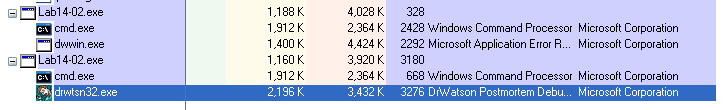 Lab14-02.exe 1,188 K 4,028 K 328
cmd.exe 1,912 K 2,364 K 2428 Windows Command Processor Microsoft Corporation
dwwin.exe 1,400 K 4,424 K 2292 Microsoft Application Error R... Microsoft Corporation
Lab14-02.exe 1,160 K 3,920 K 3180
cmd.exe 1,912 K 2,364 K 668 Windows Command Processor Microsoft Corporation
drwtsn32.exe 2,196 K 3,432 K 3276 DrWatson Postmortem Debu... Microsoft Corporation